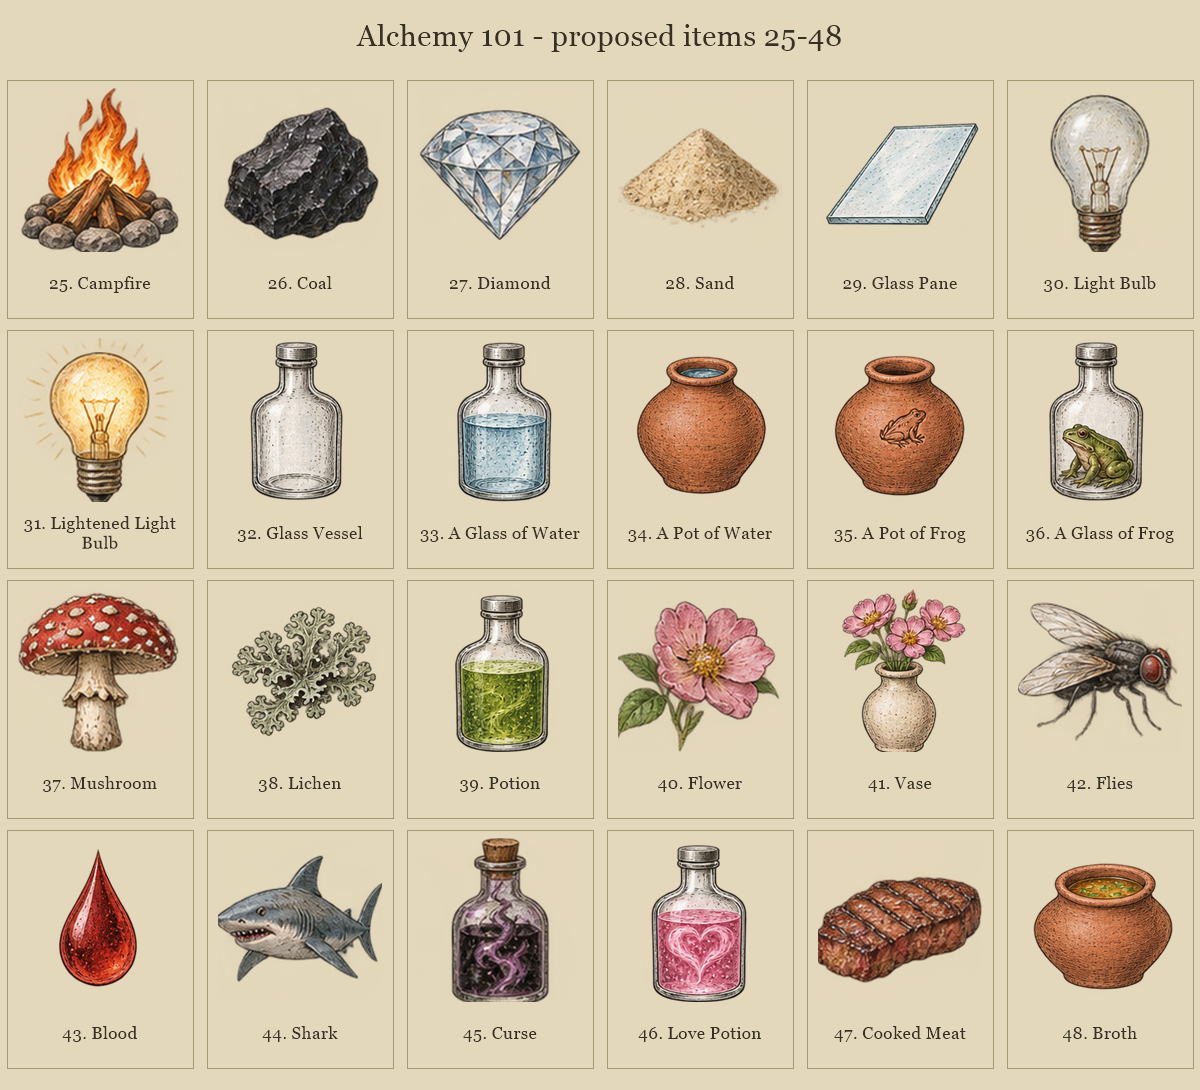 Alchemy 101 - proposed items 25-48
25. Campfire
26. Coal
27. Diamond
28. Sand
29. Glass Pane
30. Light Bulb
31. Lightened Light
Bulb
32. Glass Vessel
33. A Glass of Water
34. A Pot of Water
35. A Pot of Frog
36. A Glass of Frog
37. Mushroom
38. Lichen
39. Potion
40. Flower
41. Vase
42. Flies
43. Blood
44. Shark
45. Curse
46. Love Potion
47. Cooked Meat
48. Broth